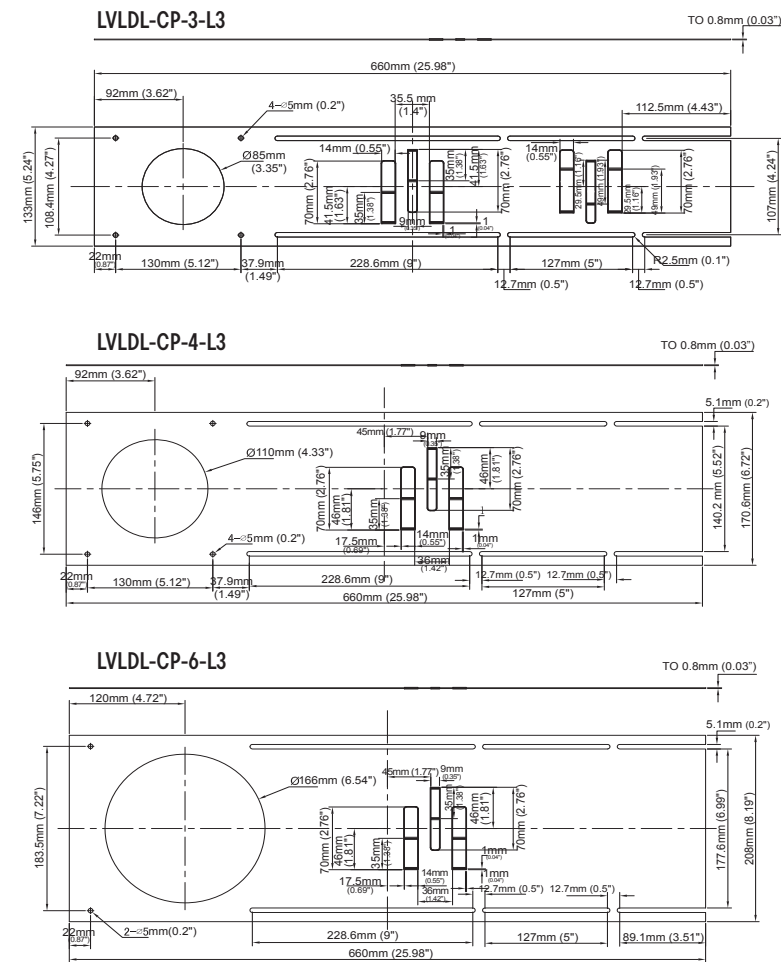 LVLDL-CP-3-L3
TO 0.8mm (0.03")
660mm (25.98")
92mm (3.62")
4-⌀5mm (0.2")
35.5 mm
(1.4")
112.5mm (4.43")
14mm (0.55")
14mm
(0.55")
Ø85mm
(3.35")
133mm (5.24")
108.4mm (4.27")
70mm (2.76")
41.5mm
(1.63")
35mm
(1.38")
35mm
(1.38")
41.5mm
(1.63")
70mm (2.76")
9mm
1
(0.04")
1
29.5mm (1.16")
49mm (1.93")
29.5mm (1.16")
49mm (1.93")
70mm (2.76")
107mm (4.24")
22mm
(0.87")
130mm (5.12")
37.9mm
(1.49")
228.6mm (9")
127mm (5")
R2.5mm (0.1")
12.7mm (0.5")
12.7mm (0.5")
LVLDL-CP-4-L3
TO 0.8mm (0.03")
92mm (3.62")
5.1mm (0.2")
45mm (1.77")
9mm
(0.35")
Ø110mm (4.33")
146mm (5.75")
70mm (2.76")
46mm
(1.81")
35mm
(1.38")
35mm
(1.38")
46mm
(1.81")
70mm (2.76")
140.2 mm (5.52")
170.6mm (6.72")
4-⌀5mm (0.2")
17.5mm
(0.69")
14mm
(0.55")
1mm
(0.04")
36mm
(1.42")
22mm
(0.87")
130mm (5.12")
37.9mm
(1.49")
228.6mm (9")
12.7mm (0.5")
12.7mm (0.5")
127mm (5")
660mm (25.98")
LVLDL-CP-6-L3
TO 0.8mm (0.03")
120mm (4.72")
5.1mm (0.2")
45mm (1.77")
9mm
(0.35")
Ø166mm (6.54")
183.5mm (7.22")
70mm (2.76")
46mm
(1.81")
35mm
(1.38")
35mm
(1.38")
46mm
(1.81")
70mm (2.76")
177.6mm (6.99")
208mm (8.19")
1mm
(0.04")
17.5mm
(0.69")
14mm
(0.55")
1mm
(0.04")
36mm
(1.42")
12.7mm (0.5")
12.7mm (0.5")
22mm
(0.87")
2-⌀5mm(0.2")
228.6mm (9")
127mm (5")
89.1mm (3.51")
660mm (25.98")